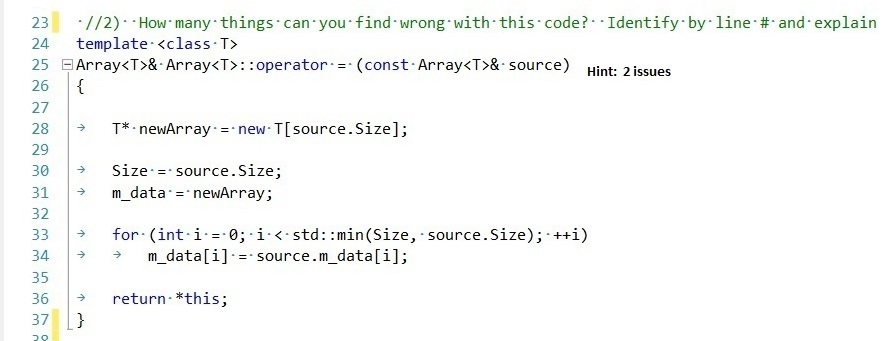 23 //2)  How many things can you find wrong with this code?  Identify by line # and explain
24 template <class T>
25 Array<T>& Array<T>::operator = (const Array<T>& source) Hint: 2 issues
26 {
27
28 T* newArray = new T[source.Size];
29
30 Size = source.Size;
31 m_data = newArray;
32
33 for (int i = 0; i < std::min(Size, source.Size); ++i)
34 m_data[i] = source.m_data[i];
35
36 return *this;
37 }
38